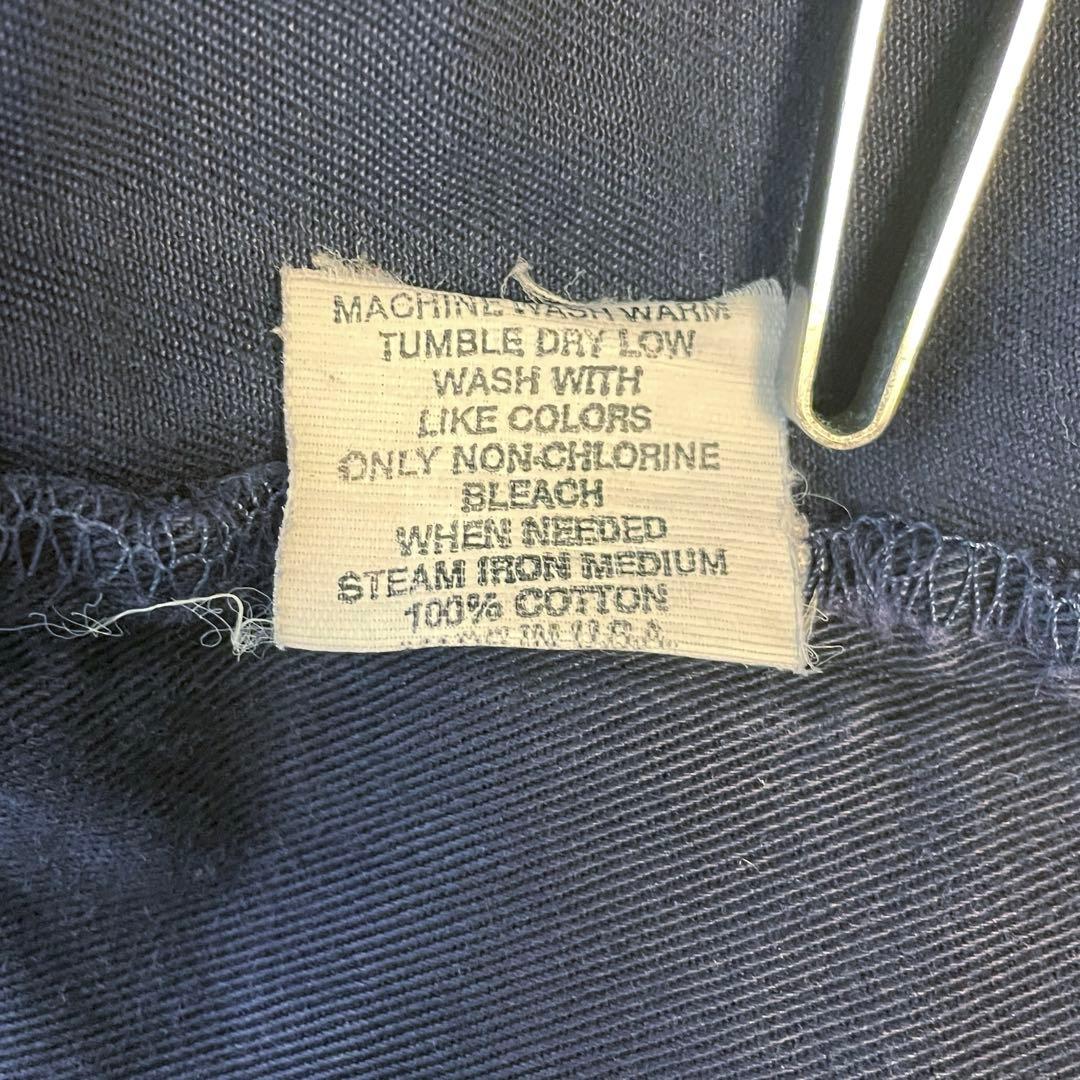 MACHINE WASH WARM
TUMBLE DRY LOW
WASH WITH
LIKE COLORS
ONLY NON-CHLORINE
BLEACH
WHEN NEEDED
STEAM IRON MEDIUM
100% COTTON
IN U.S.A.